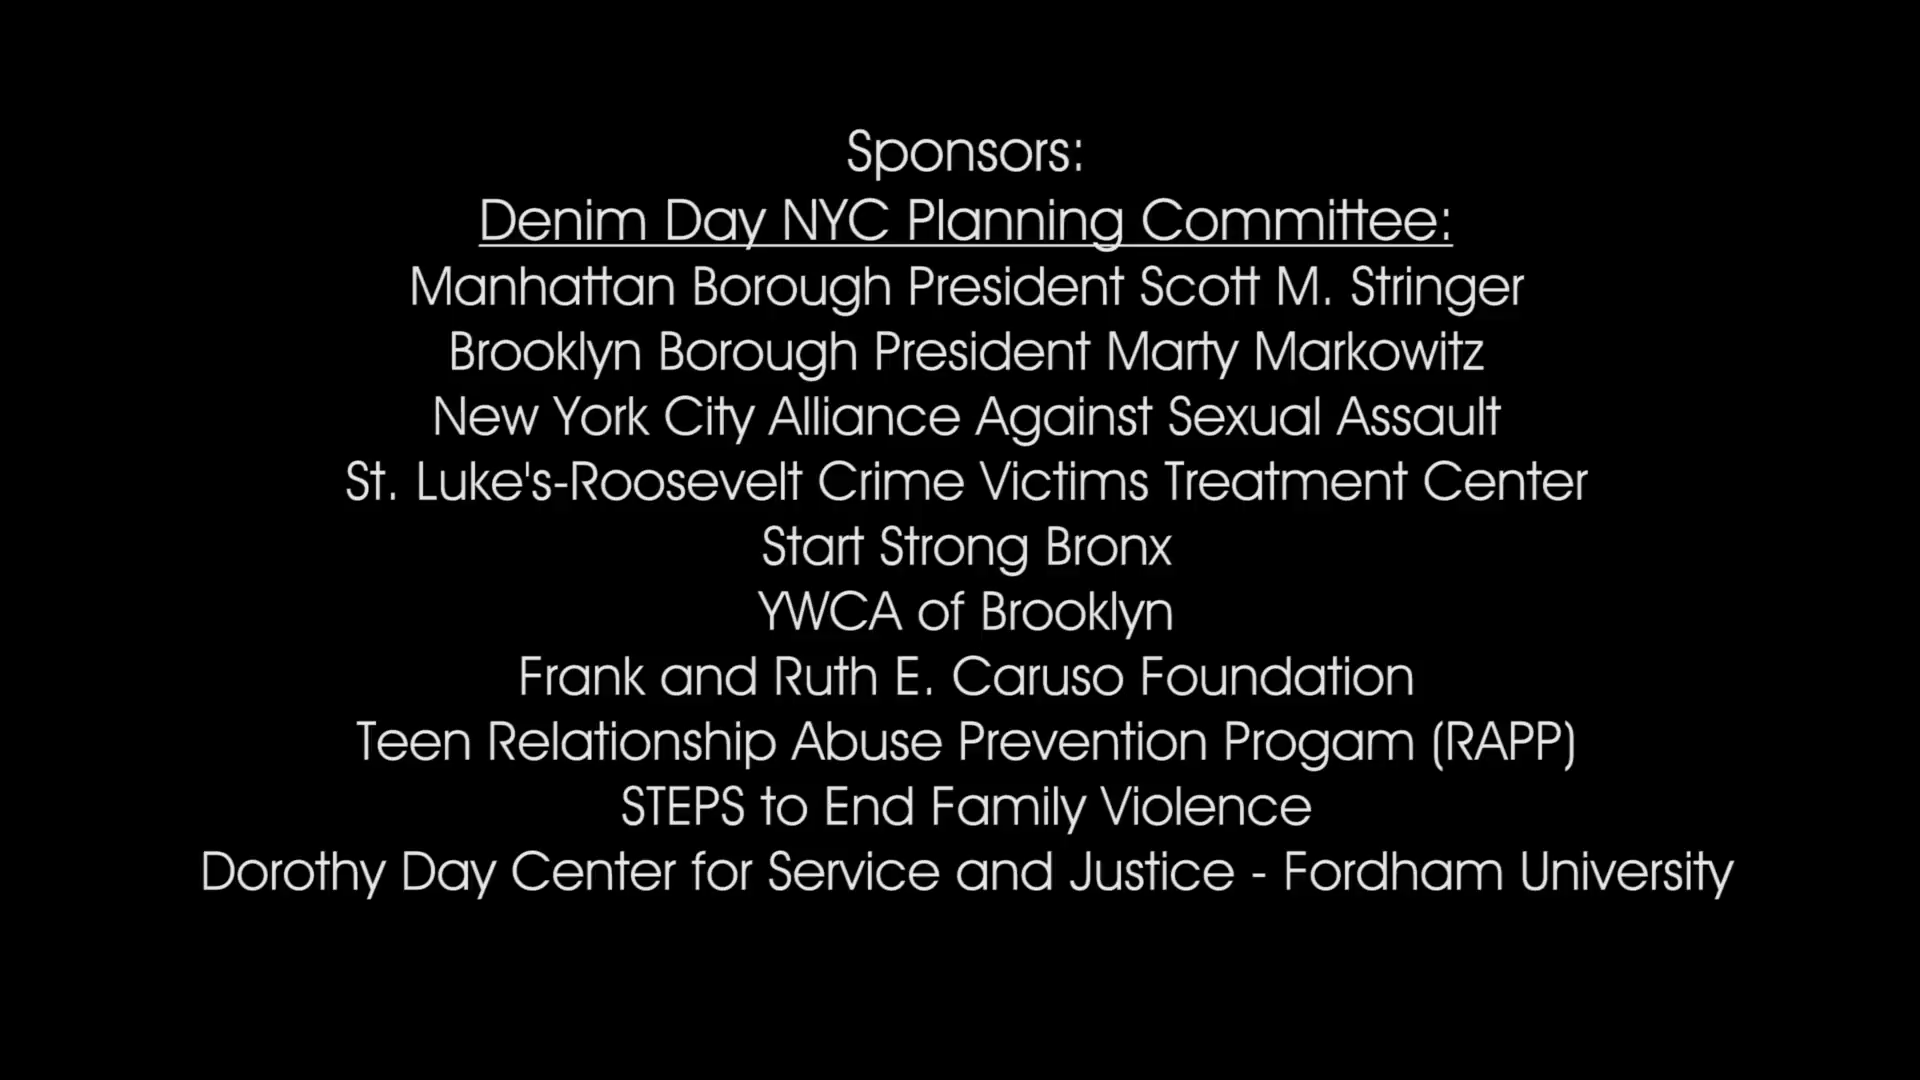 Sponsors:
Denim Day NYC Planning Committee:
Manhattan Borough President Scott M. Stringer
Brooklyn Borough President Marty Markowitz
New York City Alliance Against Sexual Assault
St. Luke's-Roosevelt Crime Victims Treatment Center
Start Strong Bronx
YWCA of Brooklyn
Frank and Ruth E. Caruso Foundation
Teen Relationship Abuse Prevention Progam (RAPP)
STEPS to End Family Violence
Dorothy Day Center for Service and Justice - Fordham University